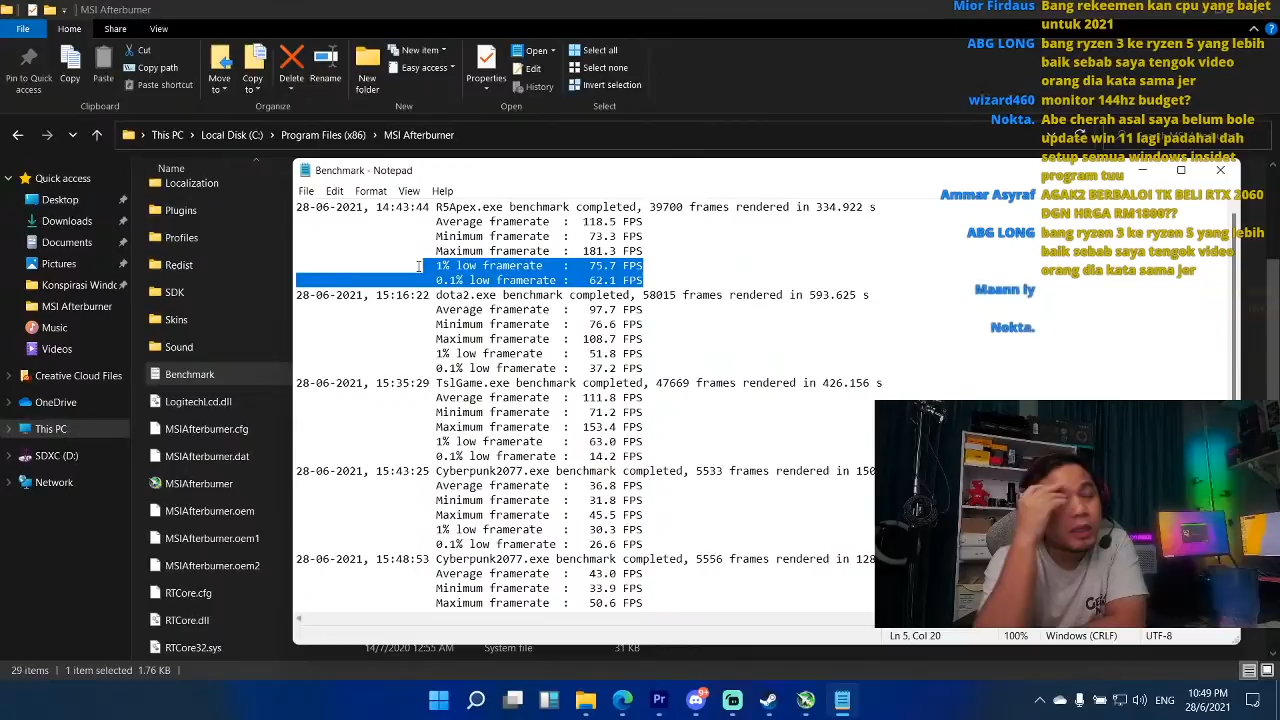 MSI Afterburner
File
Home
Share
View
Pin to Quick access
Copy
Paste
Cut
Copy path
Paste shortcut
Move to
Copy to
Delete
Rename
New Folder
New item
Easy access
Properties
Open
Edit
History
Select all
Select none
Invert selection
Clipboard
Organize
New
Open
Select
This PC
Local Disk (C:)
Program Files (x86)
MSI Afterburner
Quick access
Desktop
Downloads
Documents
Pictures
Konspirasi Windo
MSI Afterburner
Music
Videos
Creative Cloud Files
OneDrive
This PC
SDXC (D:)
Network
Name
Localization
Plugins
Profiles
Redist
SDK
Skins
Sound
Benchmark
LogitechLcd.dll
MSIAfterburner.cfg
MSIAfterburner.dat
MSIAfterburner
MSIAfterburner.oem
MSIAfterburner.oem1
MSIAfterburner.oem2
RTCore.cfg
RTCore.dll
RTCore32.sys
14/7/2020 12:55 AM System file 31 KB
29 items
1 item selected 1.76 KB
Benchmark - Notepad
File Edit Format View Help
benchmark completed, 39700 frames rendered in 334.922 s
Average framerate : 118.5 FPS
Minimum framerate : 73.3 FPS
Maximum framerate : 181.3 FPS
1% low framerate : 75.7 FPS
0.1% low framerate : 62.1 FPS
28-06-2021, 15:16:22 dota2.exe benchmark completed, 58015 frames rendered in 593.625 s
Average framerate : 97.7 FPS
Minimum framerate : 76.6 FPS
Maximum framerate : 108.7 FPS
1% low framerate : 51.8 FPS
0.1% low framerate : 37.2 FPS
28-06-2021, 15:35:29 TslGame.exe benchmark completed, 47669 frames rendered in 426.156 s
Average framerate : 111.8 FPS
Minimum framerate : 71.2 FPS
Maximum framerate : 153.4 FPS
1% low framerate : 63.0 FPS
0.1% low framerate : 14.2 FPS
28-06-2021, 15:43:25 Cyberpunk2077.exe benchmark completed, 5533 frames rendered in 150
Average framerate : 36.8 FPS
Minimum framerate : 31.8 FPS
Maximum framerate : 45.5 FPS
1% low framerate : 30.3 FPS
0.1% low framerate : 26.6 FPS
28-06-2021, 15:48:53 Cyberpunk2077.exe benchmark completed, 5556 frames rendered in 128
Average framerate : 43.0 FPS
Minimum framerate : 33.9 FPS
Maximum framerate : 50.6 FPS
Ln 5, Col 20
100%
Windows (CRLF)
UTF-8
Mior Firdaus Bang rekeemen kan cpu yang bajet
untuk 2021
ABG LONG bang ryzen 3 ke ryzen 5 yang lebih
baik sebab saya tengok video
orang dia kata sama jer
wizard460 monitor 144hz budget?
Nokta. Abe cherah asal saya belum bole
update win 11 lagi padahal dah
setup semua windows insidet
program tuu
Ammar Asyraf AGAK2 BERBALOI TK BELI RTX 2060
DGN HRGA RM1800??
ABG LONG bang ryzen 3 ke ryzen 5 yang lebih
baik sebab saya tengok video
orang dia kata sama jer
Maann ly
Nokta.
Pr
9+
ENG
10:49 PM
28/6/2021